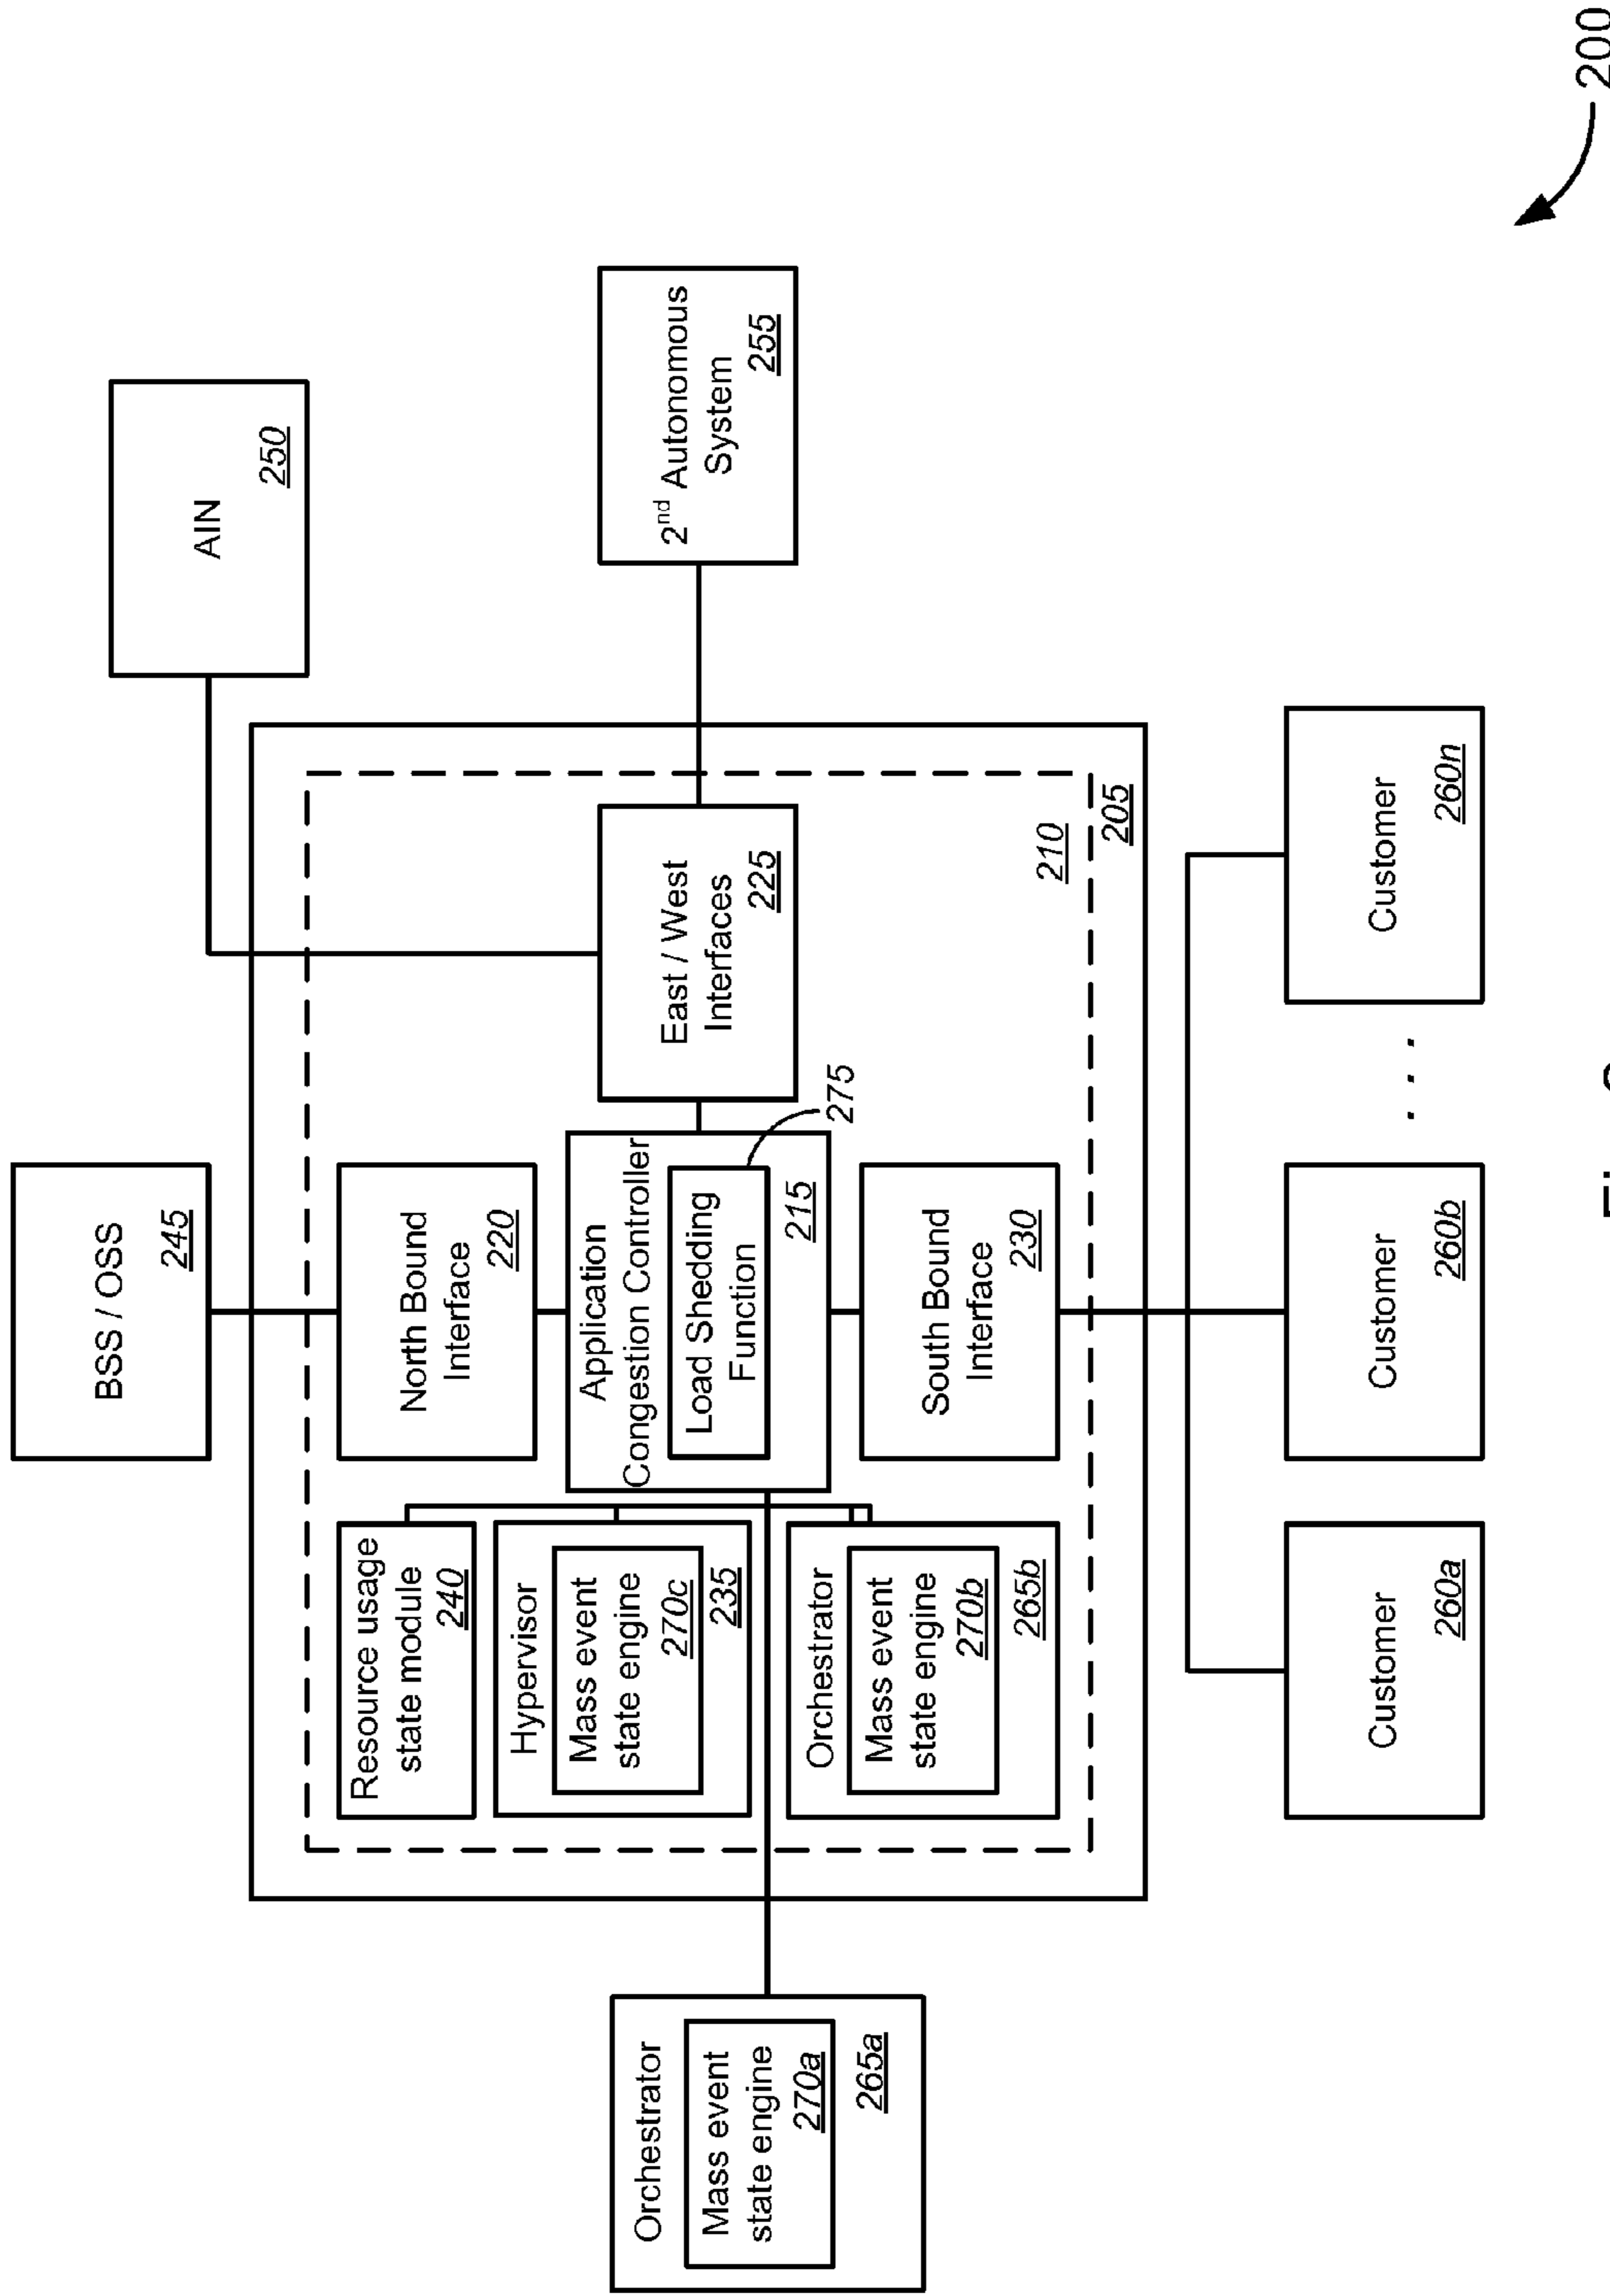 BSS / OSS
245
AIN
250
Resource usage
state module
240
North Bound
Interface
220
Hypervisor
Mass event
state engine
270c
235
Application
Congestion Controller
Load Shedding
Function
215
275
East / West
Interfaces
225
2nd Autonomous
System
255
Orchestrator
Mass event
state engine
270a
265a
Orchestrator
Mass event
state engine
270b
265b
South Bound
Interface
230
210
205
Customer
260a
Customer
260b
. . .
Customer
260n
200